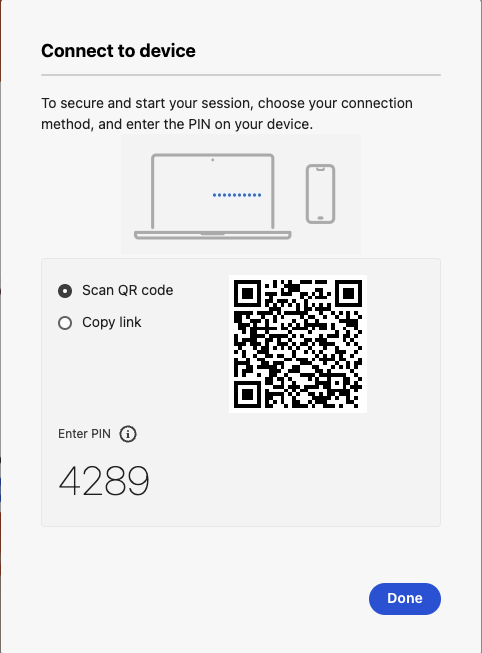 Connect to device
To secure and start your session, choose your connection
method, and enter the PIN on your device.
Scan QR code
Copy link
Enter PIN
4289
Done